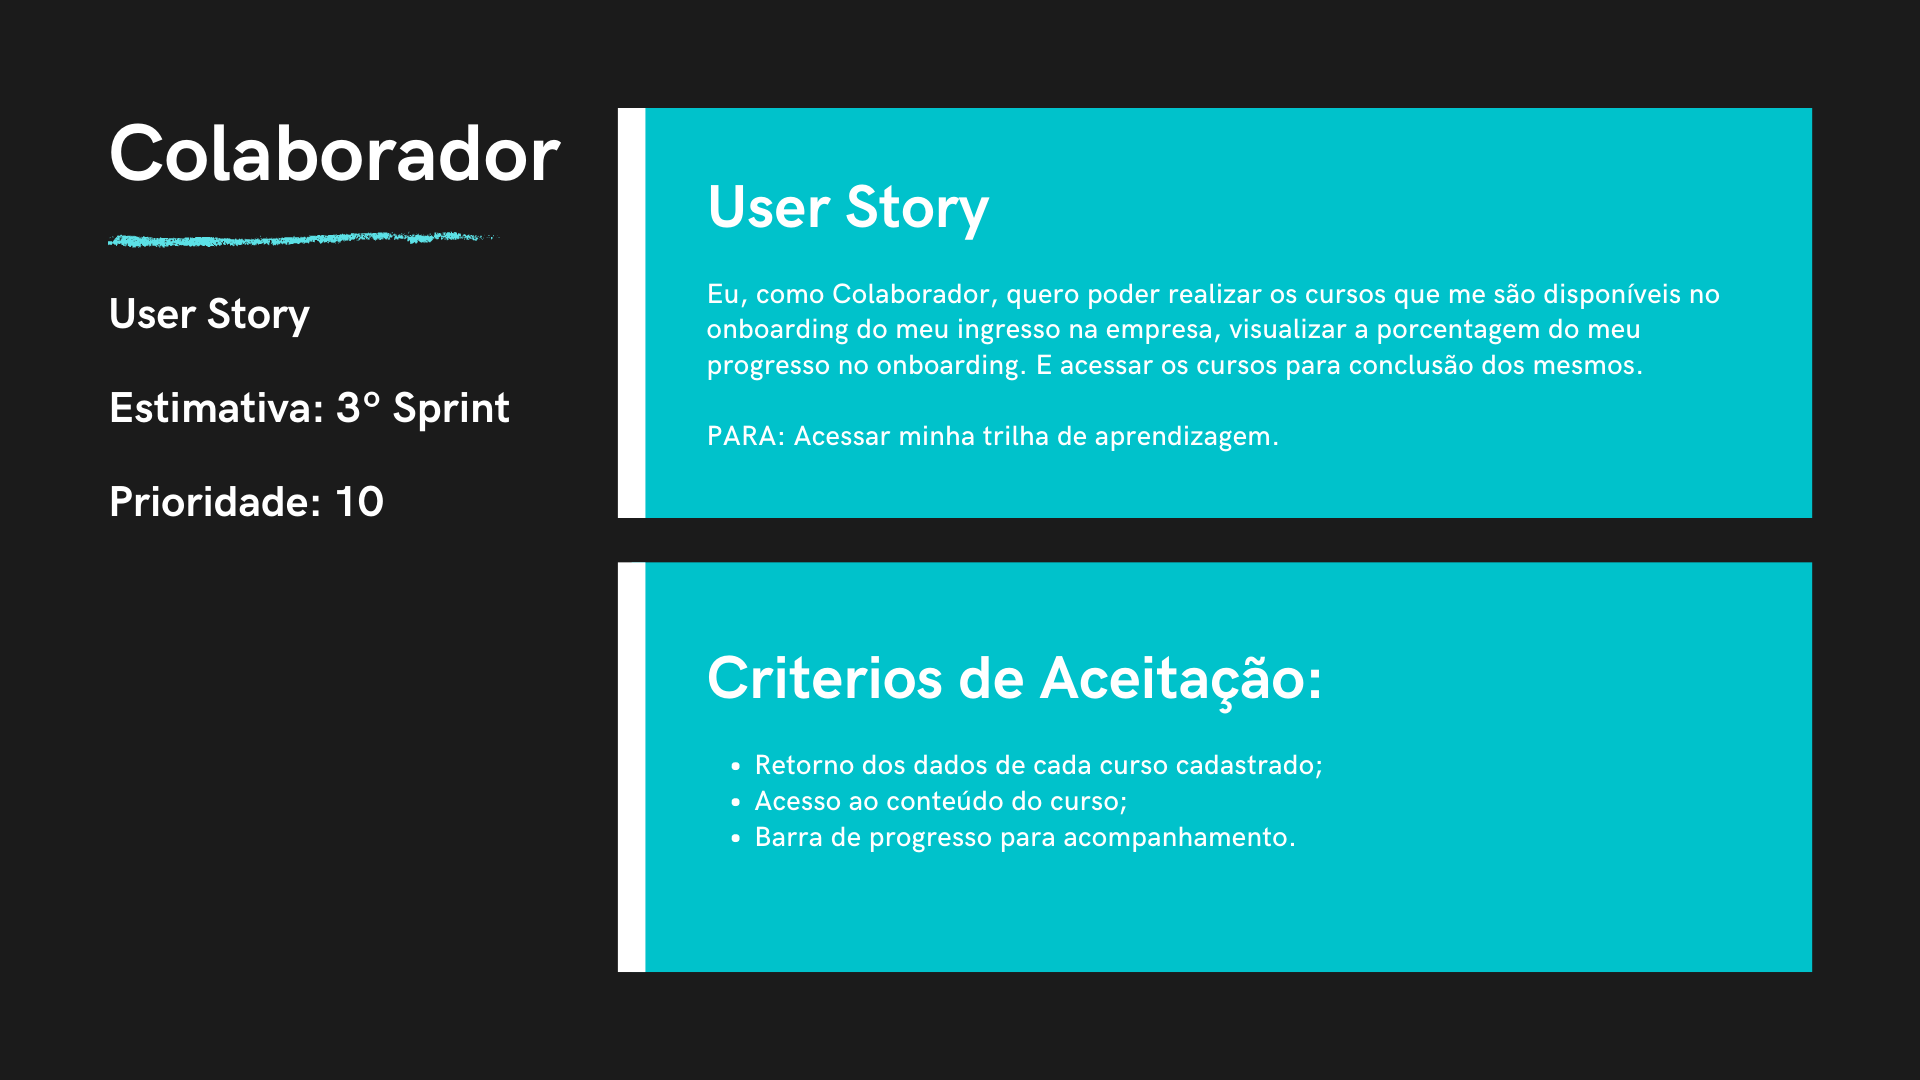 Colaborador
User Story
Estimativa: 3º Sprint
Prioridade: 10
User Story
Eu, como Colaborador, quero poder realizar os cursos que me são disponíveis no
onboarding do meu ingresso na empresa, visualizar a porcentagem do meu
progresso no onboarding. E acessar os cursos para conclusão dos mesmos.
PARA: Acessar minha trilha de aprendizagem.
Criterios de Aceitação:
• Retorno dos dados de cada curso cadastrado;
• Acesso ao conteúdo do curso;
• Barra de progresso para acompanhamento.